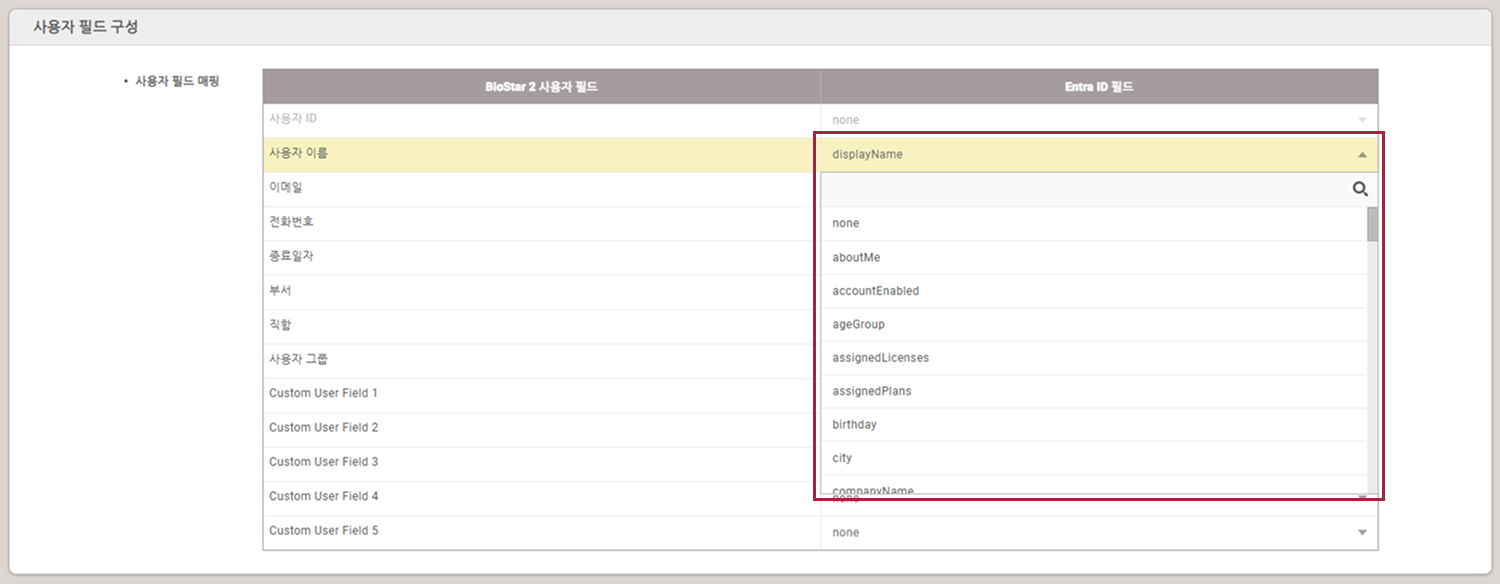 사용자 필드 구성
• 사용자 필드 매핑
BioStar 2 사용자 필드 Entra ID 필드
사용자 ID none
사용자 이름 displayName
이메일
전화번호 none
종료일자 aboutMe
부서 accountEnabled
직함 ageGroup
사용자 그룹 assignedLicenses
Custom User Field 1 assignedPlans
Custom User Field 2 birthday
Custom User Field 3 city
companyName
Custom User Field 4 none
Custom User Field 5 none